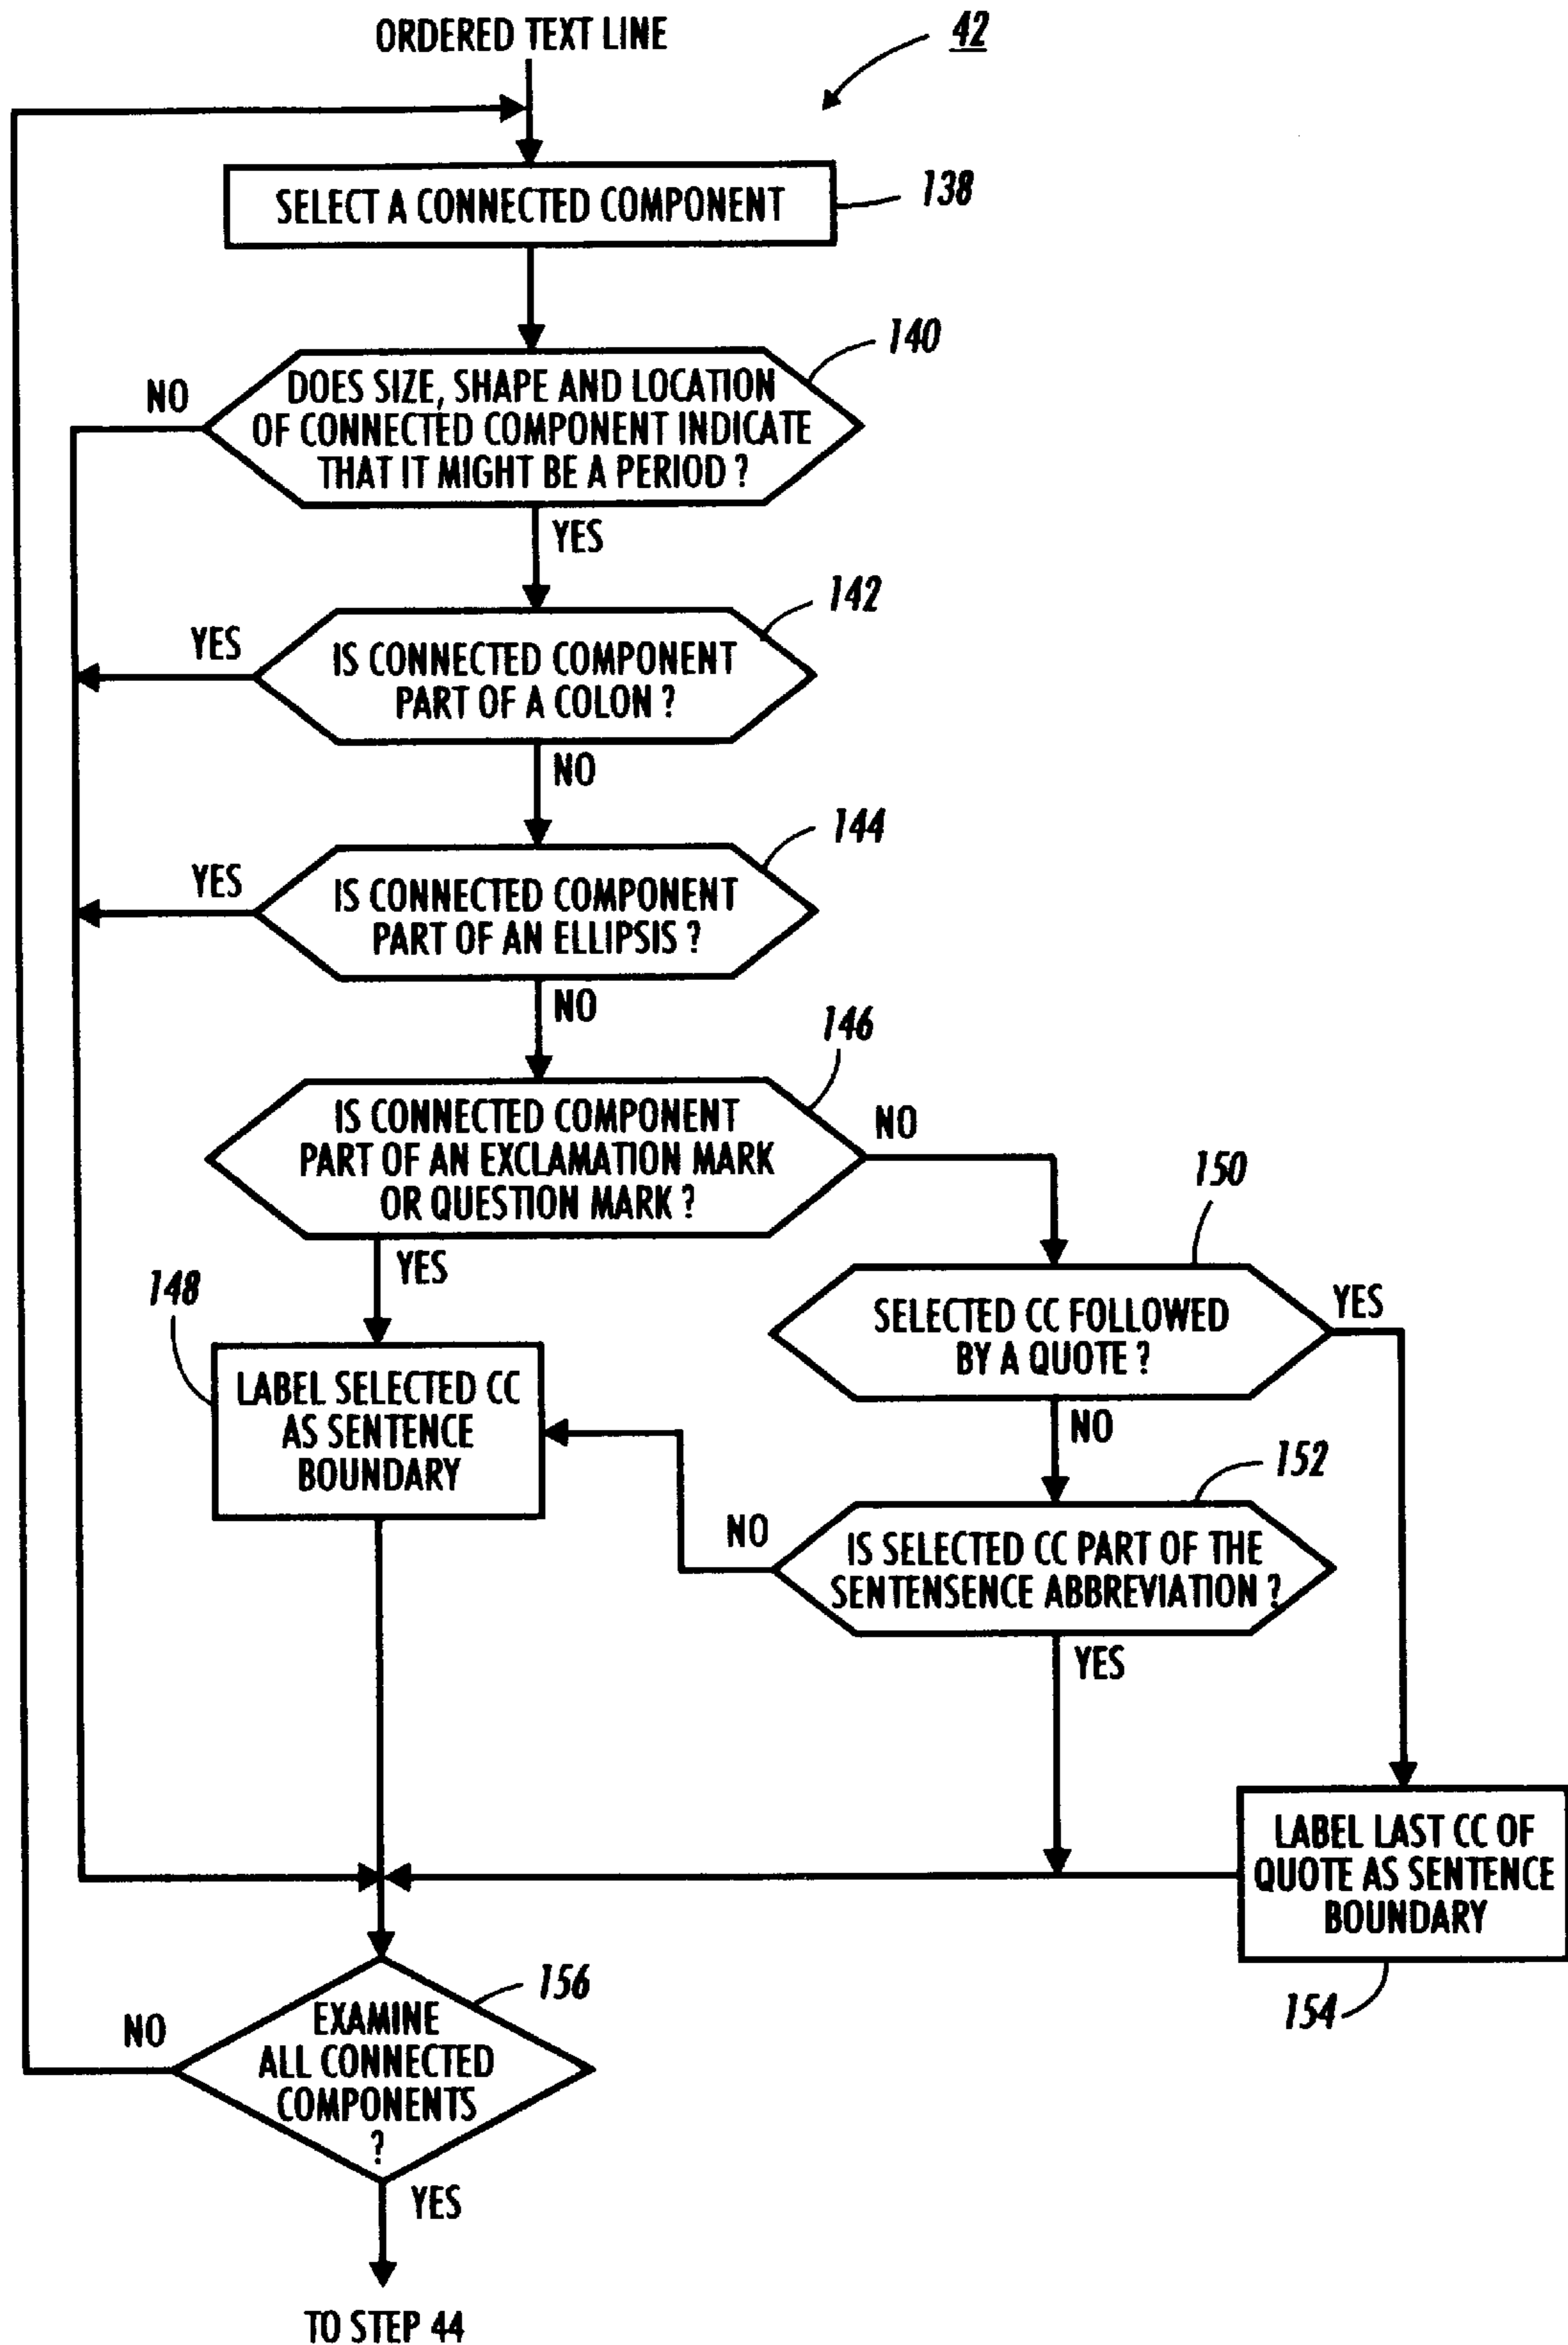 ORDERED TEXT LINE
42
SELECT A CONNECTED COMPONENT
138
140
DOES SIZE, SHAPE AND LOCATION
OF CONNECTED COMPONENT INDICATE
THAT IT MIGHT BE A PERIOD ?
NO
YES
142
IS CONNECTED COMPONENT
PART OF A COLON ?
YES
NO
144
IS CONNECTED COMPONENT
PART OF AN ELLIPSIS ?
YES
NO
146
IS CONNECTED COMPONENT
PART OF AN EXCLAMATION MARK
OR QUESTION MARK ?
NO
YES
150
SELECTED CC FOLLOWED
BY A QUOTE ?
YES
NO
148
LABEL SELECTED CC
AS SENTENCE
BOUNDARY
152
IS SELECTED CC PART OF THE
SENTENSENCE ABBREVIATION ?
NO
YES
LABEL LAST CC OF
QUOTE AS SENTENCE
BOUNDARY
154
156
EXAMINE
ALL CONNECTED
COMPONENTS
?
NO
YES
TO STEP 44